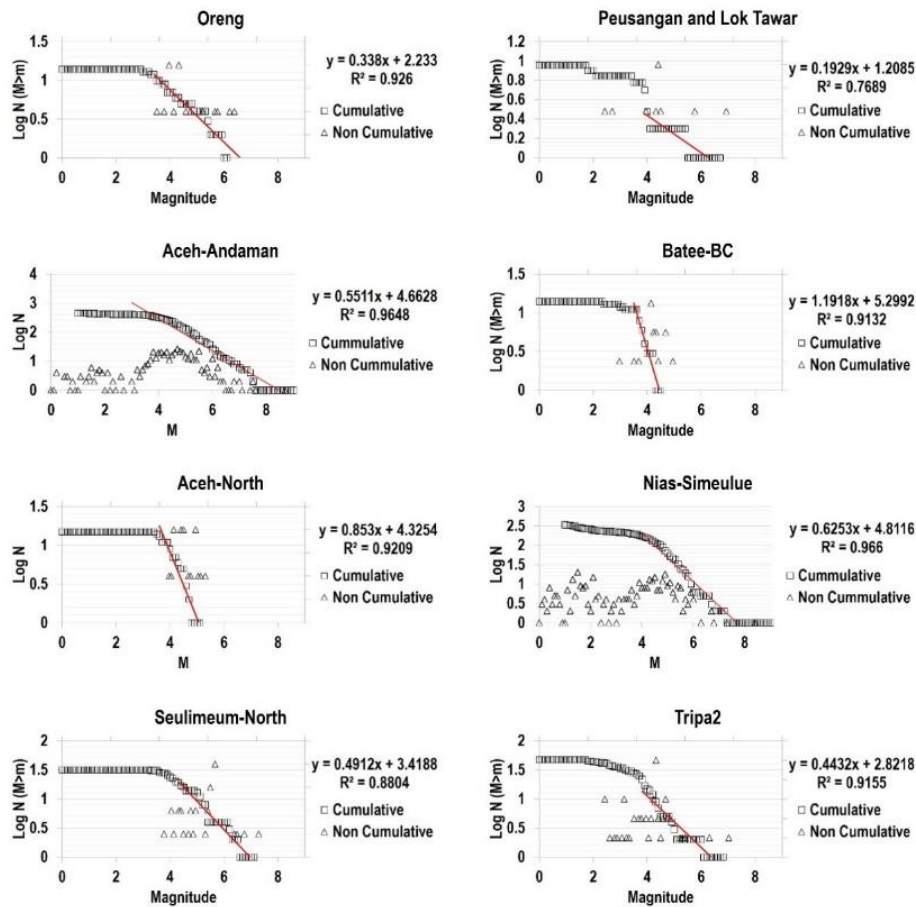 Oreng
y = 0.338x + 2.233
R² = 0.926
Cumulative
Non Cumulative
Log N (M>m)
1.5
1
0.5
0
0 2 4 6 8
Magnitude
Peusangan and Lok Tawar
y = 0.1929x + 1.2085
R² = 0.7689
Cumulative
Non Cumulative
Log N (M>m)
1.2
1
0.8
0.6
0.4
0.2
0
0 2 4 6 8
Magnitude
Aceh-Andaman
y = 0.5511x + 4.6628
R² = 0.9648
Cummulative
Non Cummulative
Log N
4
3
2
1
0
0 2 4 6 8
M
Batee-BC
y = 1.1918x + 5.2992
R² = 0.9132
Cumulative
Non Cumulative
Log N (M>m)
1.5
1
0.5
0
0 2 4 6 8
Magnitude
Aceh-North
y = 0.853x + 4.3254
R² = 0.9209
Cumulative
Non Cumulative
Log N
1.5
1
0.5
0
0 2 4 6 8
M
Nias-Simeulue
y = 0.6253x + 4.8116
R² = 0.966
Cummulative
Non Cummulative
Log N
3
2.5
2
1.5
1
0.5
0
0 2 4 6 8
M
Seulimeum-North
y = 0.4912x + 3.4188
R² = 0.8804
Cumulative
Non Cumulative
Log N (M>m)
2
1.5
1
0.5
0
0 2 4 6 8
Magnitude
Tripa2
y = 0.4432x + 2.8218
R² = 0.9155
Cumulative
Non Cumulative
Log N (M>m)
2
1.5
1
0.5
0
0 2 4 6 8
Magnitude